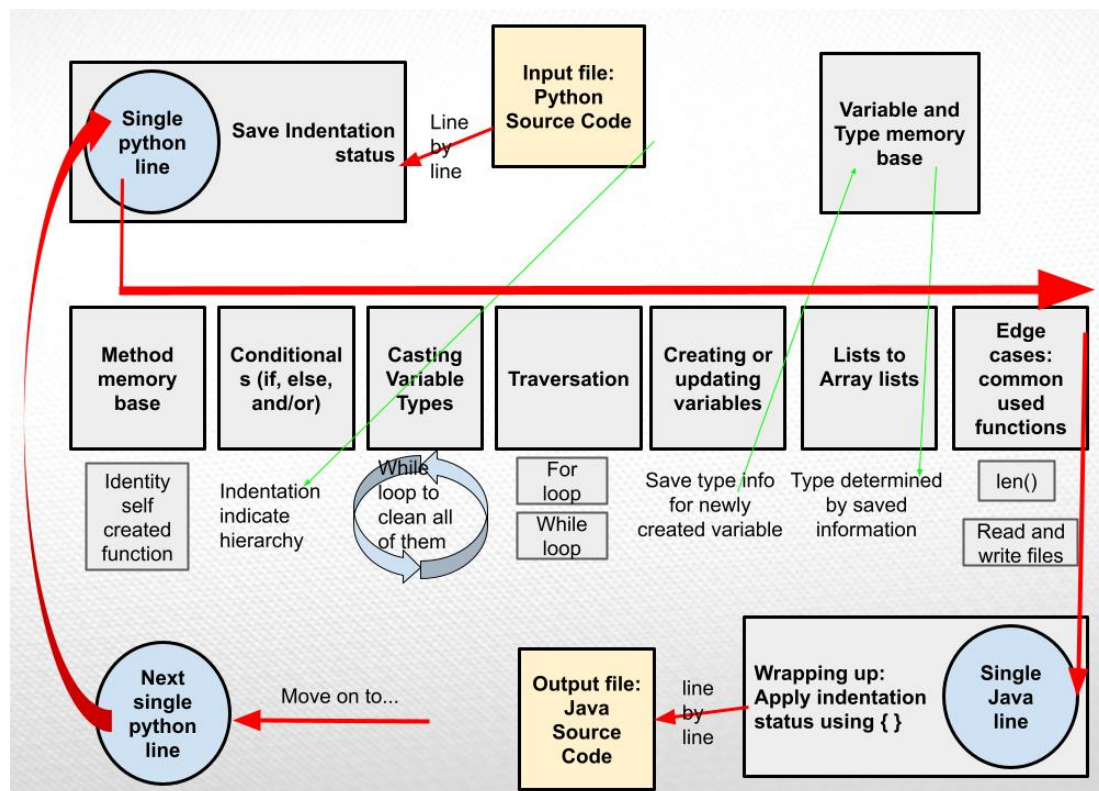 Single
python
line
Save Indentation
status
Line
by
line
Input file:
Python
Source Code
Variable and
Type memory
base
Method
memory
base
Conditional
s (if, else,
and/or)
Casting
Variable
Types
Traversation
Creating or
updating
variables
Lists to
Array lists
Edge
cases:
common
used
functions
Identity
self
created
function
Indentation
indicate
hierarchy
While
loop to
clean all
of them
For
loop
While
loop
Save type info
for newly
created variable
Type determined
by saved
information
len()
Read and
write files
Next
single
python
line
Move on to...
Output file:
Java
Source
Code
line
by
line
Wrapping up:
Apply indentation
status using { }
Single
Java
line